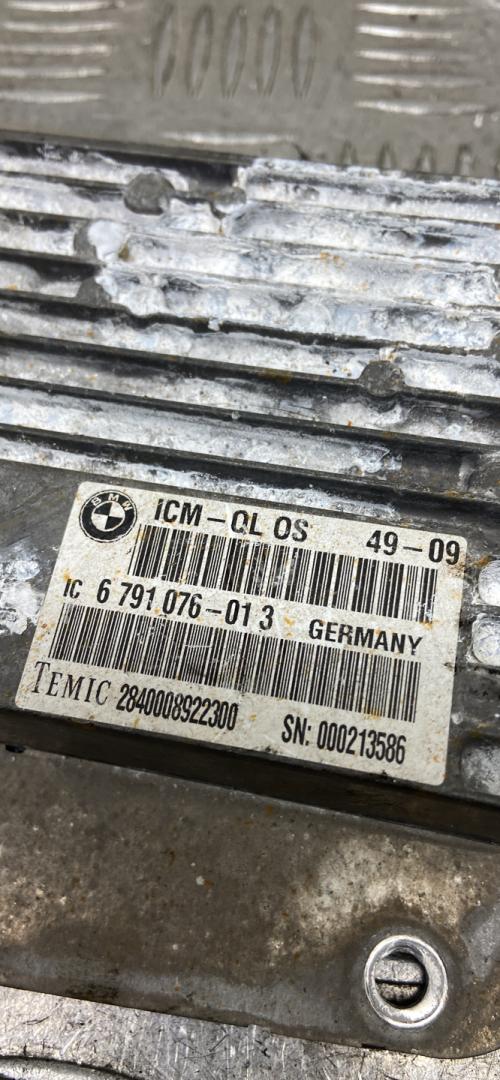 BMW
ICM-QL OS 49-09
IC 6 791 076-01 3 GERMANY
TEMIC 2840008922300 SN: 000213586